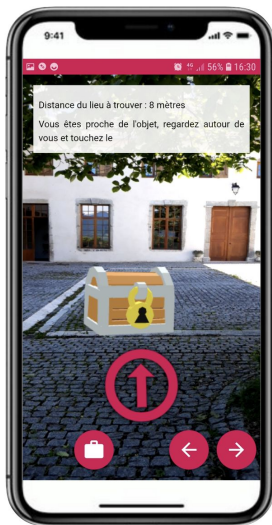 9:41
4G 56% 16:30
Distance du lieu à trouver : 8 mètres
Vous êtes proche de l'objet, regardez autour de
vous et touchez le